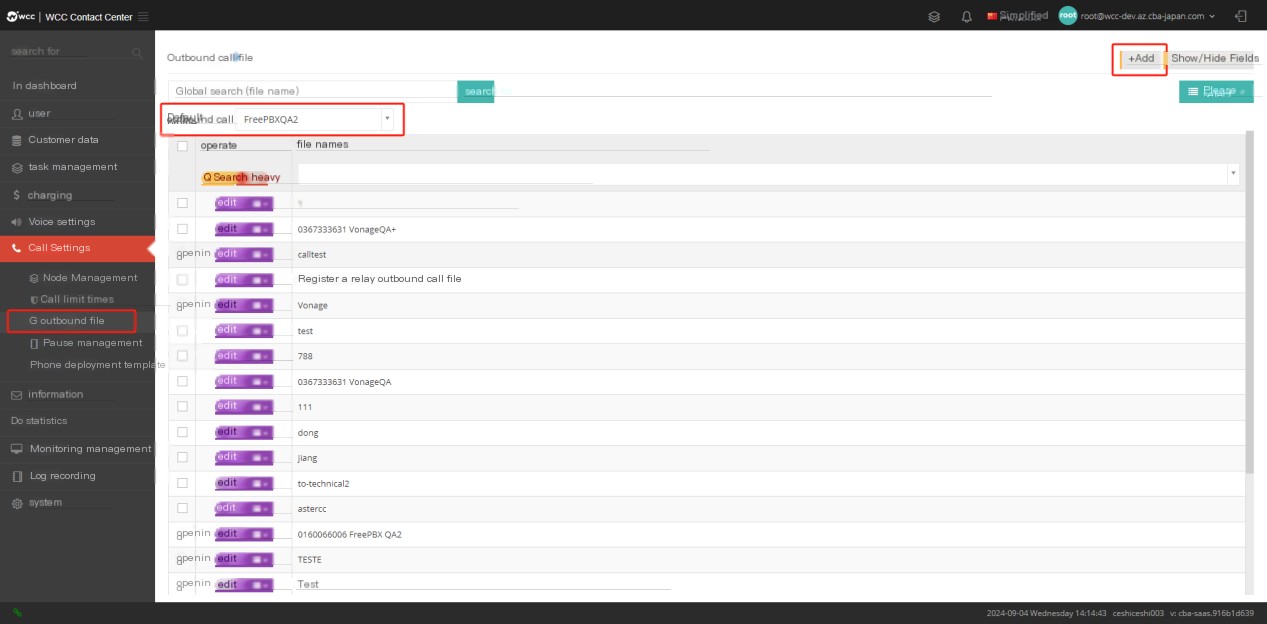 wcc | WCC Contact Center
Simplified
root root@wcc-dev.az.cba-japan.com
search for
In dashboard
user
Customer data
task management
$ charging
Voice settings
Call Settings
Node Management
Call limit times
G outbound file
Pause management
Phone deployment template
information
Do statistics
Monitoring management
Log recording
system
Outbound call file
+Add
Show/Hide Fields
Global search (file name)
search
Please
Default
outbound call
FreePBXQA2
operate
file names
Q Search heavy
edit
edit 0367333631 VonageQA+
openin edit calltest
edit Register a relay outbound call file
openin edit Vonage
edit test
edit 788
edit 0367333631 VonageQA
edit 111
edit dong
edit jiang
edit to-technical2
edit astercc
openin edit 0160066006 FreePBX QA2
openin edit TESTE
openin edit Test
2024-09-04 Wednesday 14:14:43 ceshiceshi003 v: cba-saas.916b1d639